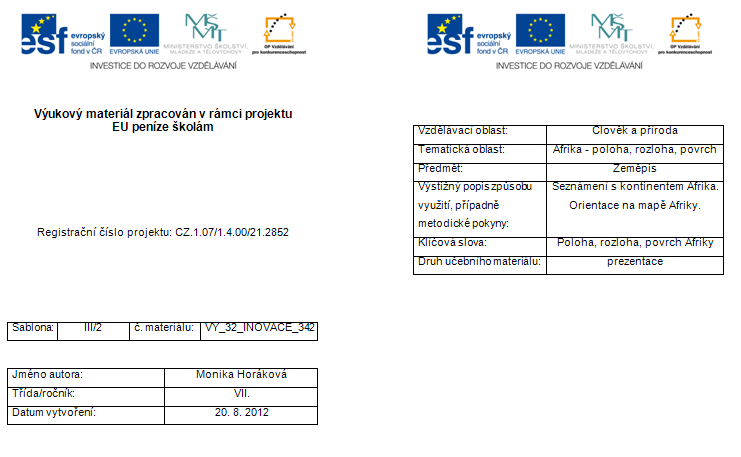 esf evropský sociální fond v ČR
EVROPSKÁ UNIE
MŠMT
MINISTERSTVO ŠKOLSTVÍ, MLÁDEŽE A TĚLOVÝCHOVY
OP Vzdělávání pro konkurenceschopnost
INVESTICE DO ROZVOJE VZDĚLÁVÁNÍ
Výukový materiál zpracován v rámci projektu
EU peníze školám
Registrační číslo projektu: CZ.1.07/1.4.00/21.2852
Šablona: III/2 č. materiálu: VY_32_INOVACE_342
Jméno autora: Monika Horáková
Třída/ročník: VII.
Datum vytvoření: 20. 8. 2012
esf evropský sociální fond v ČR
EVROPSKÁ UNIE
MŠMT
MINISTERSTVO ŠKOLSTVÍ, MLÁDEŽE A TĚLOVÝCHOVY
OP Vzdělávání pro konkurenceschopnost
INVESTICE DO ROZVOJE VZDĚLÁVÁNÍ
Vzdělávací oblast: Člověk a příroda
Tematická oblast: Afrika - poloha, rozloha, povrch
Předmět: Zeměpis
Výstižný popis způsobu využití, případně metodické pokyny: Seznámení s kontinentem Afrika. Orientace na mapě Afriky.
Klíčová slova: Poloha, rozloha, povrch Afriky
Druh učebního materiálu: prezentace